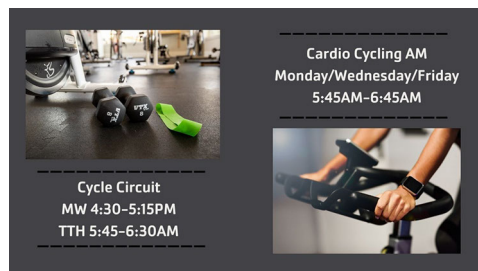 Cardio Cycling AM
Monday/Wednesday/Friday
5:45AM-6:45AM
Cycle Circuit
MW 4:30-5:15PM
TTH 5:45-6:30AM